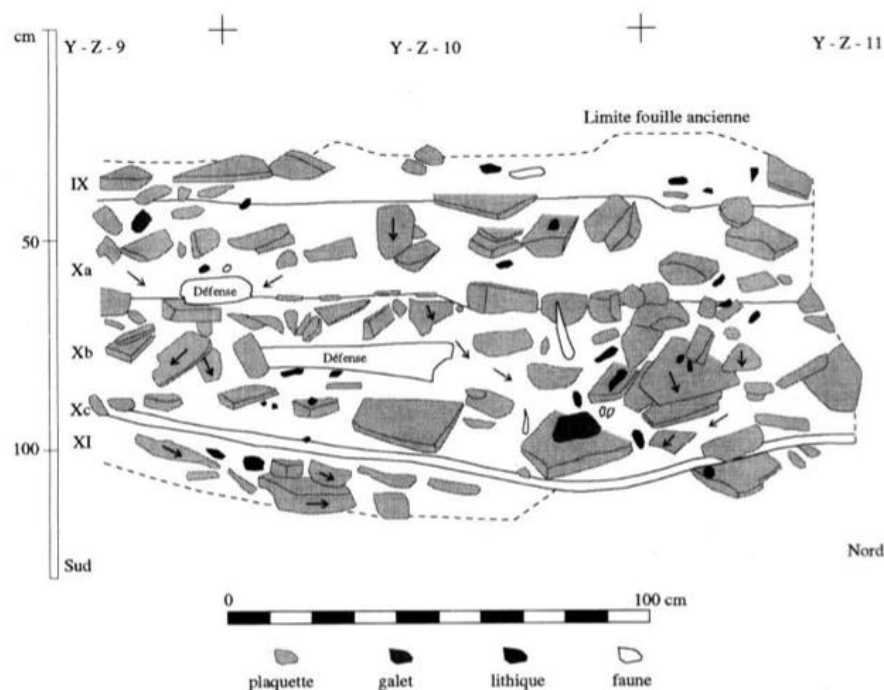 cm
Y - Z - 9
Y - Z - 10
Y - Z - 11
Limite fouille ancienne
IX
50
Xa
Défense
Xb
Défense
Xc
100
XI
Sud
Nord
0
100 cm
plaquette
galet
lithique
faune